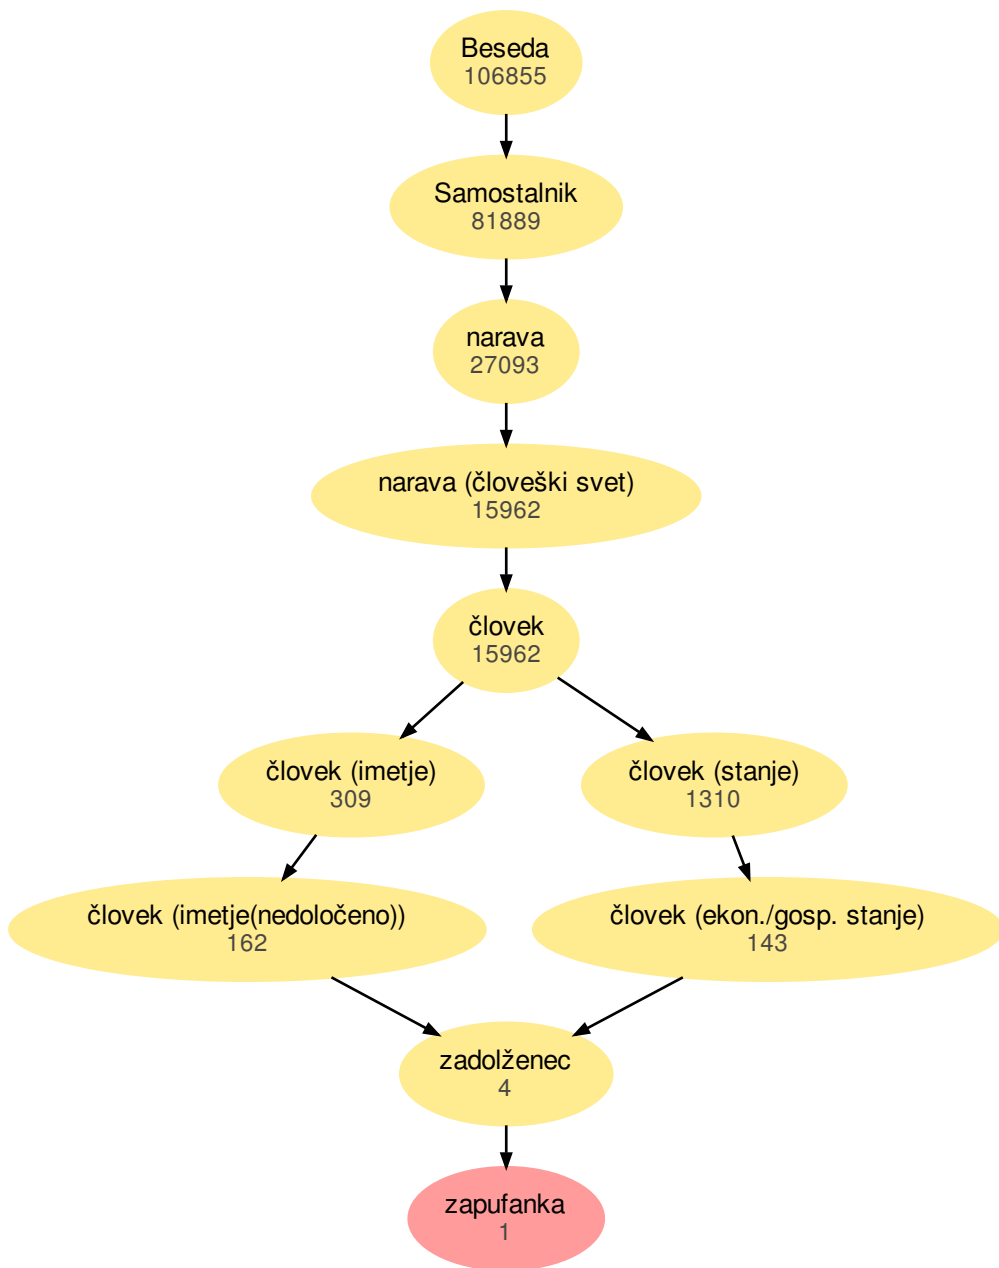 Beseda
106855
Samostalnik
81889
narava
27093
narava (človeški svet)
15962
človek
15962
človek (imetje)
309
človek (stanje)
1310
človek (imetje(nedoločeno))
162
človek (ekon./gosp. stanje)
143
zadolženec
4
zapufanka
1